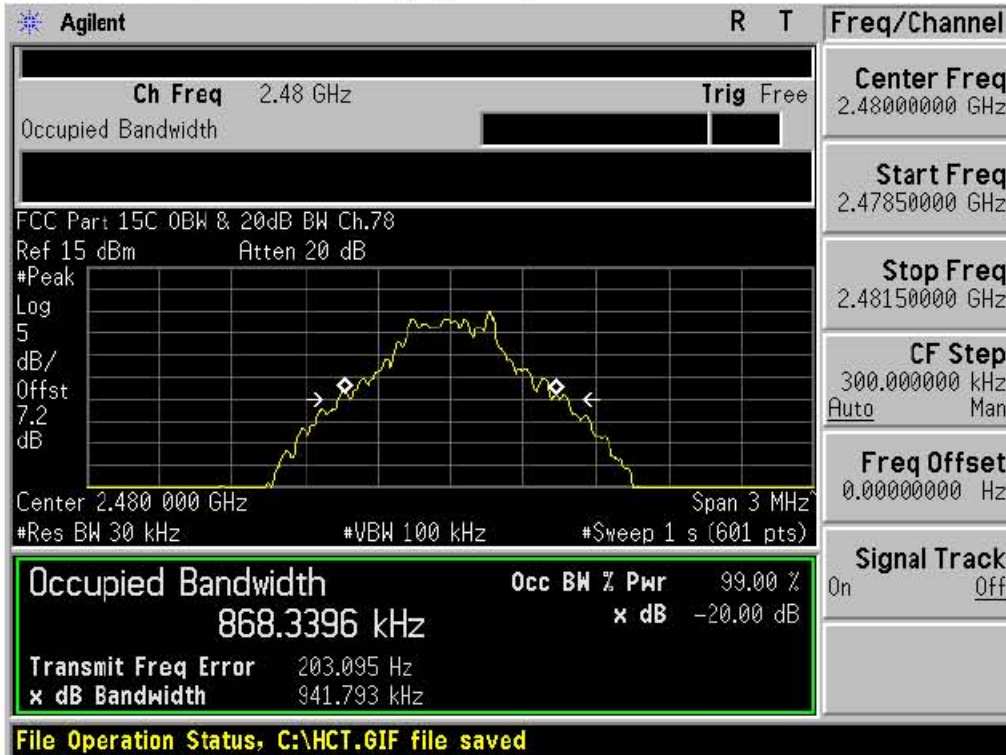 Agilent R T
Ch Freq 2.48 GHz Trig Free
Occupied Bandwidth
FCC Part 15C OBW & 20dB BW Ch.78
Ref 15 dBm Atten 20 dB
#Peak
Log
5
dB/
Offst
7.2
dB
Center 2.480 000 GHz Span 3 MHz^
#Res BW 30 kHz #VBW 100 kHz #Sweep 1 s (601 pts)
Occupied Bandwidth
868.3396 kHz
Occ BW % Pwr 99.00 %
x dB -20.00 dB
Transmit Freq Error 203.095 Hz
x dB Bandwidth 941.793 kHz
File Operation Status, C:\HCT.GIF file saved
Freq/Channel
Center Freq
2.48000000 GHz
Start Freq
2.47850000 GHz
Stop Freq
2.48150000 GHz
CF Step
300.000000 kHz
Auto Man
Freq Offset
0.00000000 Hz
Signal Track
On Off